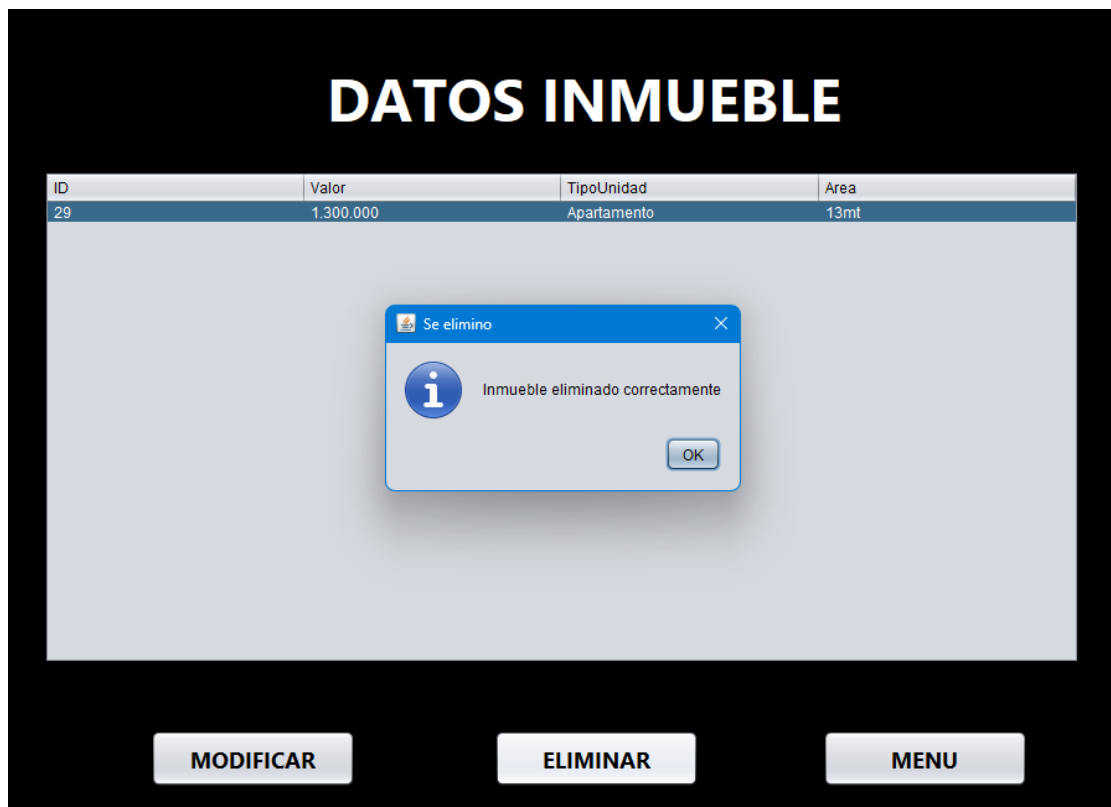 DATOS INMUEBLE
ID Valor TipoUnidad Area
29 1.300.000 Apartamento 13mt
Se elimino
Inmueble eliminado correctamente
OK
MODIFICAR ELIMINAR MENU